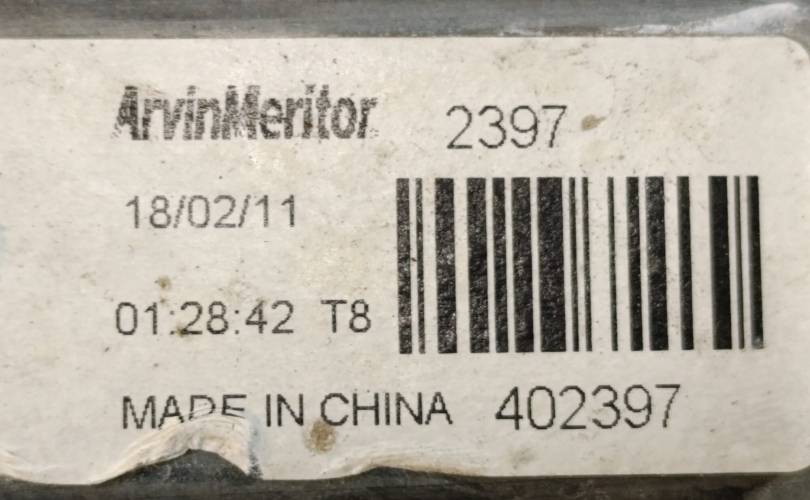 ArvinMeritor 2397
18/02/11
01:28:42 T8
MADE IN CHINA 402397